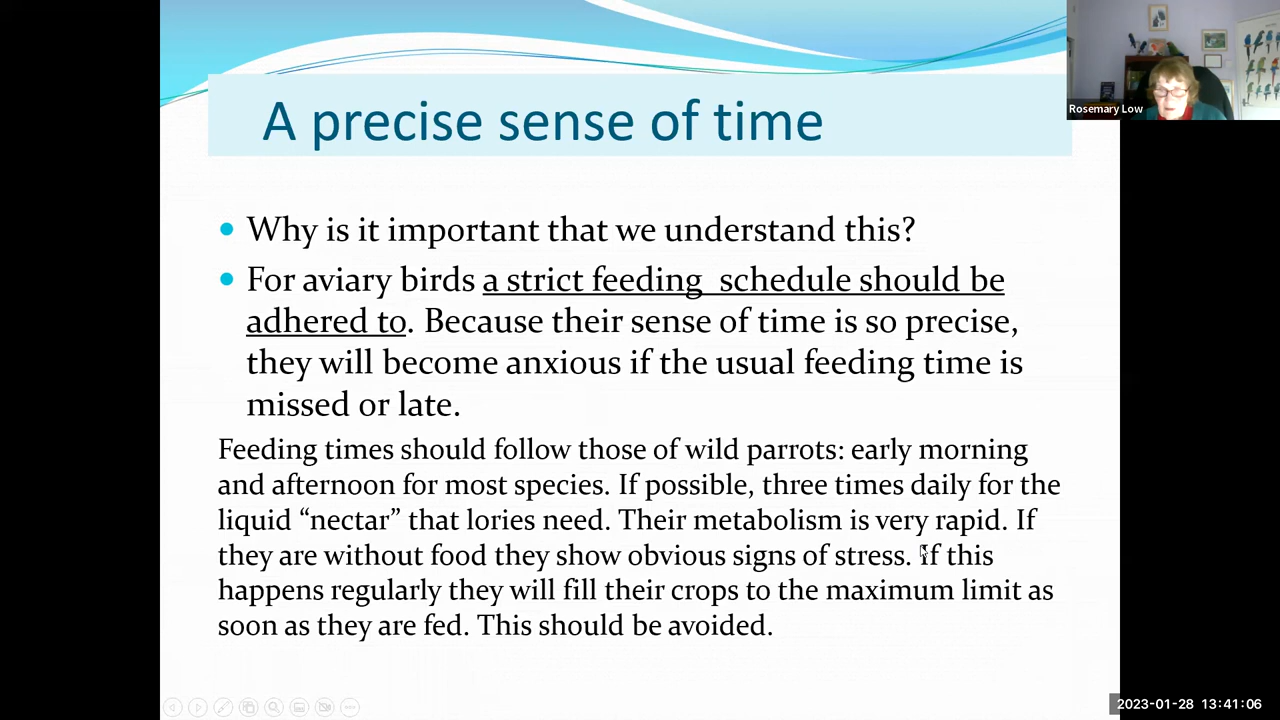 A precise sense of time
Rosemary Low
• Why is it important that we understand this?
• For aviary birds a strict feeding schedule should be
adhered to. Because their sense of time is so precise,
they will become anxious if the usual feeding time is
missed or late.
Feeding times should follow those of wild parrots: early morning
and afternoon for most species. If possible, three times daily for the
liquid “nectar” that lories need. Their metabolism is very rapid. If
they are without food they show obvious signs of stress. If this
happens regularly they will fill their crops to the maximum limit as
soon as they are fed. This should be avoided.
2023-01-28 13:41:06